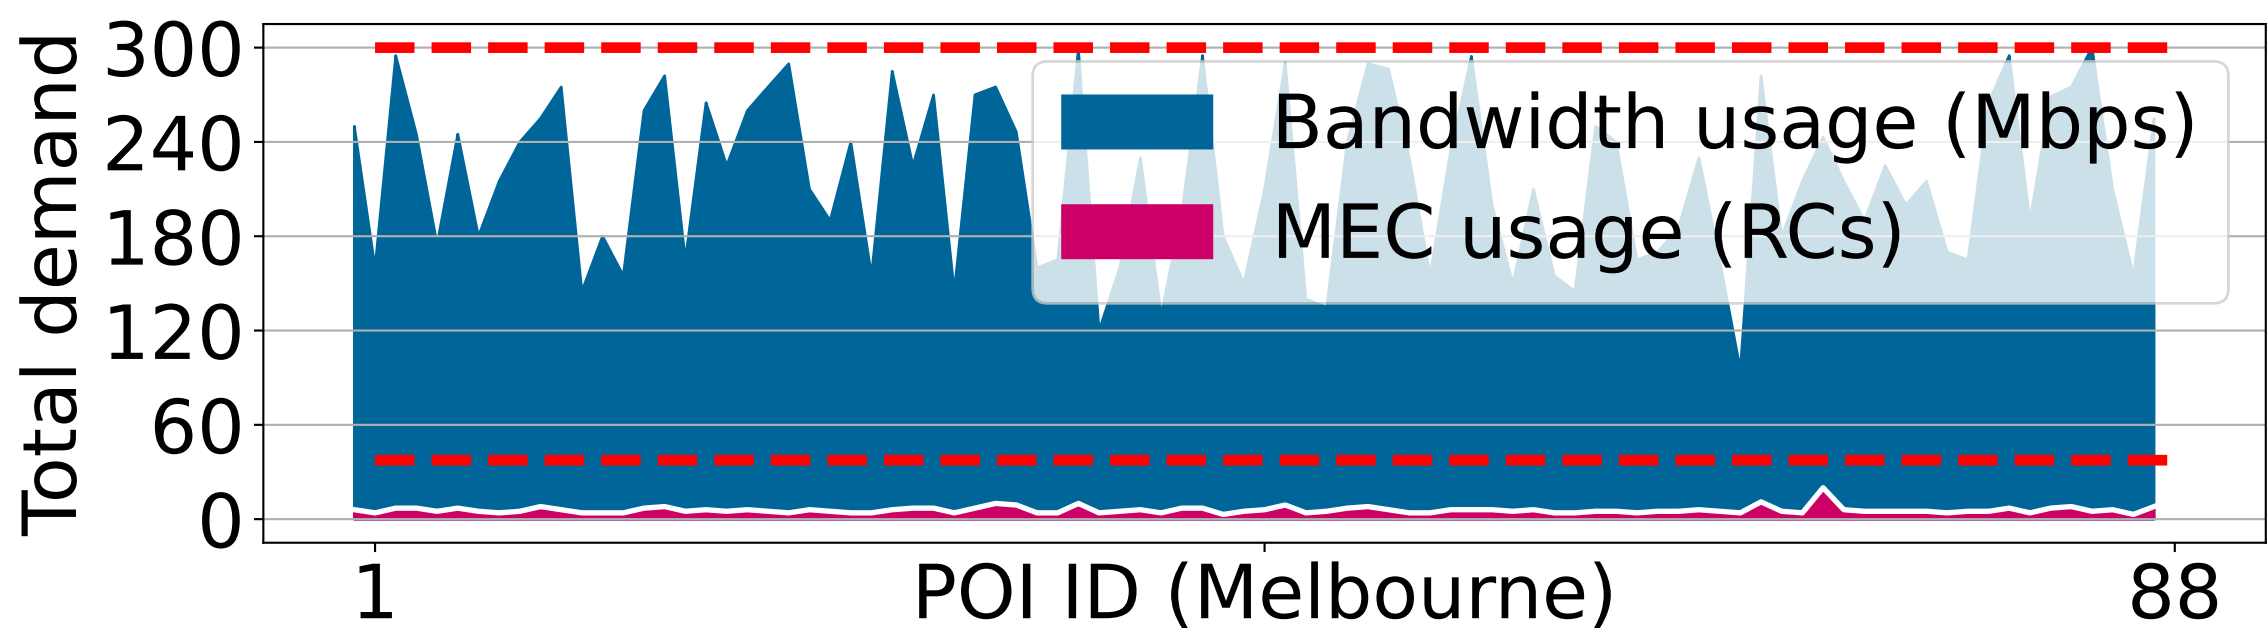 Total demand
300
240
180
120
60
0
Bandwidth usage (Mbps)
MEC usage (RCs)
1
POI ID (Melbourne)
88